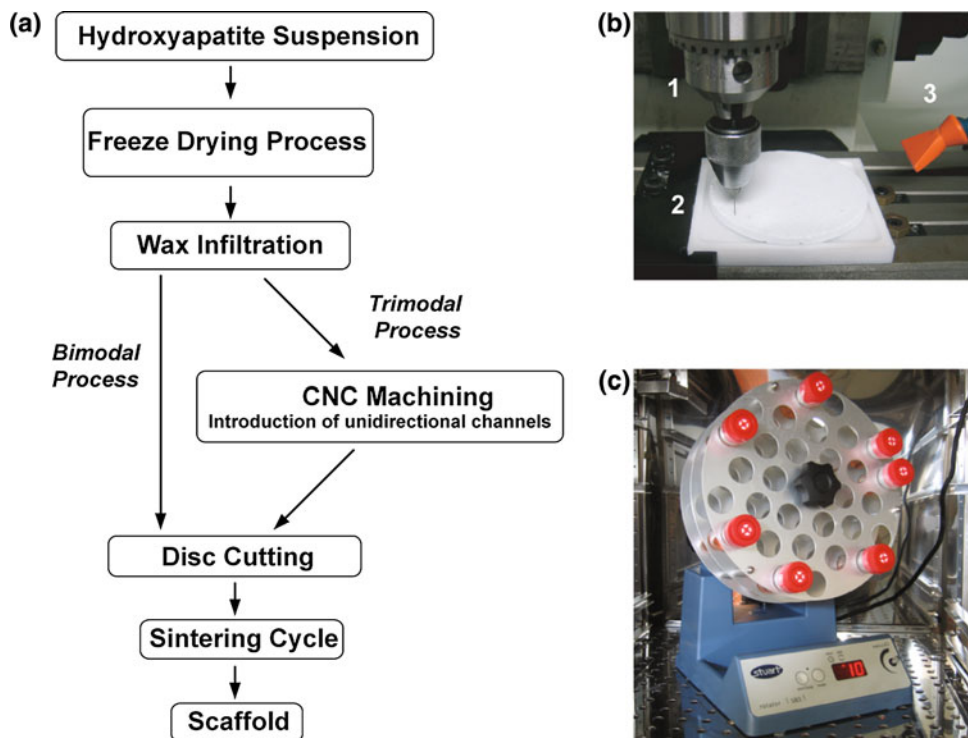 (a)
Hydroxyapatite Suspension
Freeze Drying Process
Wax Infiltration
Bimodal
Process
Trimodal
Process
CNC Machining
Introduction of unidirectional channels
Disc Cutting
Sintering Cycle
Scaffold
(b)
1
2
3
(c)
stuart
10
rotator